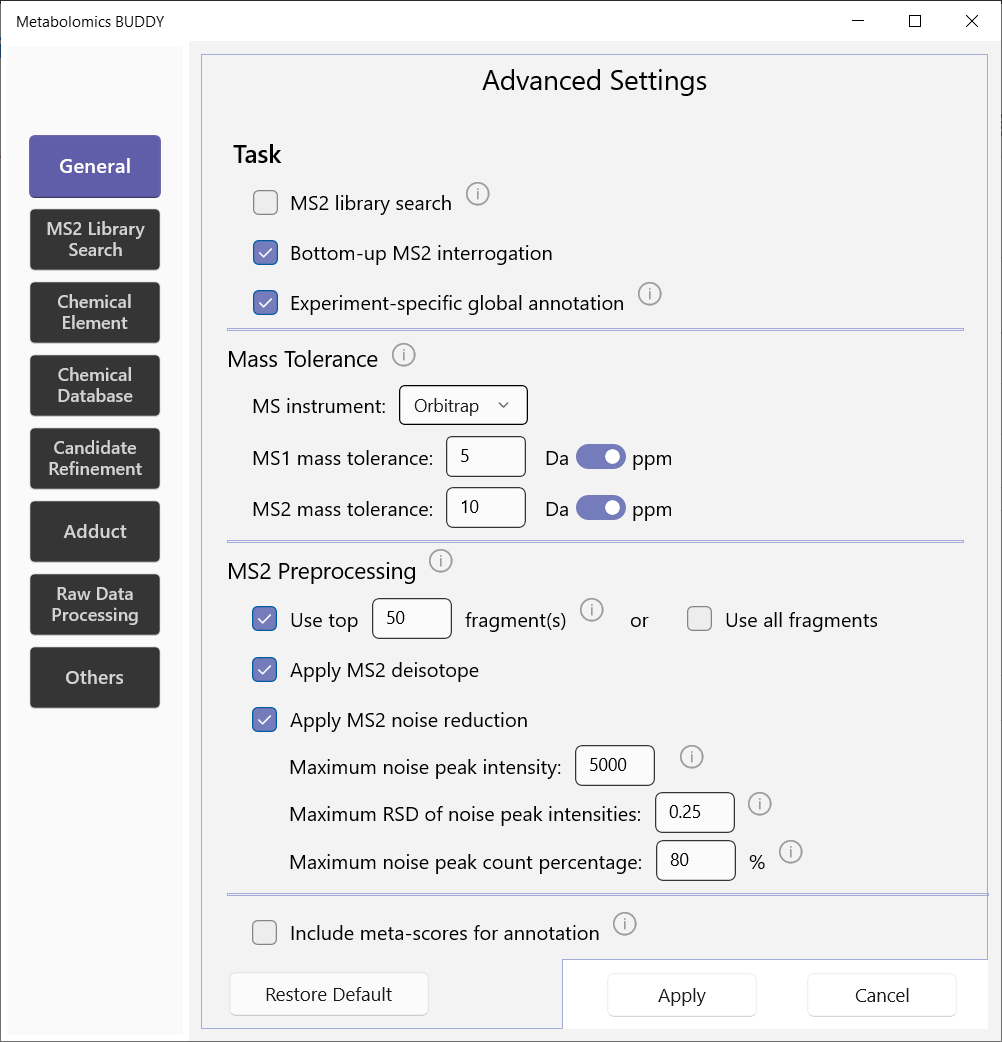 Metabolomics BUDDY
Advanced Settings
General
MS2 Library
Search
Chemical
Element
Chemical
Database
Candidate
Refinement
Adduct
Raw Data
Processing
Others
Task
MS2 library search
Bottom-up MS2 interrogation
Experiment-specific global annotation
Mass Tolerance
MS instrument: Orbitrap
MS1 mass tolerance: 5 Da ppm
MS2 mass tolerance: 10 Da ppm
MS2 Preprocessing
Use top 50 fragment(s) or Use all fragments
Apply MS2 deisotope
Apply MS2 noise reduction
Maximum noise peak intensity: 5000
Maximum RSD of noise peak intensities: 0.25
Maximum noise peak count percentage: 80 %
Include meta-scores for annotation
Restore Default Apply Cancel